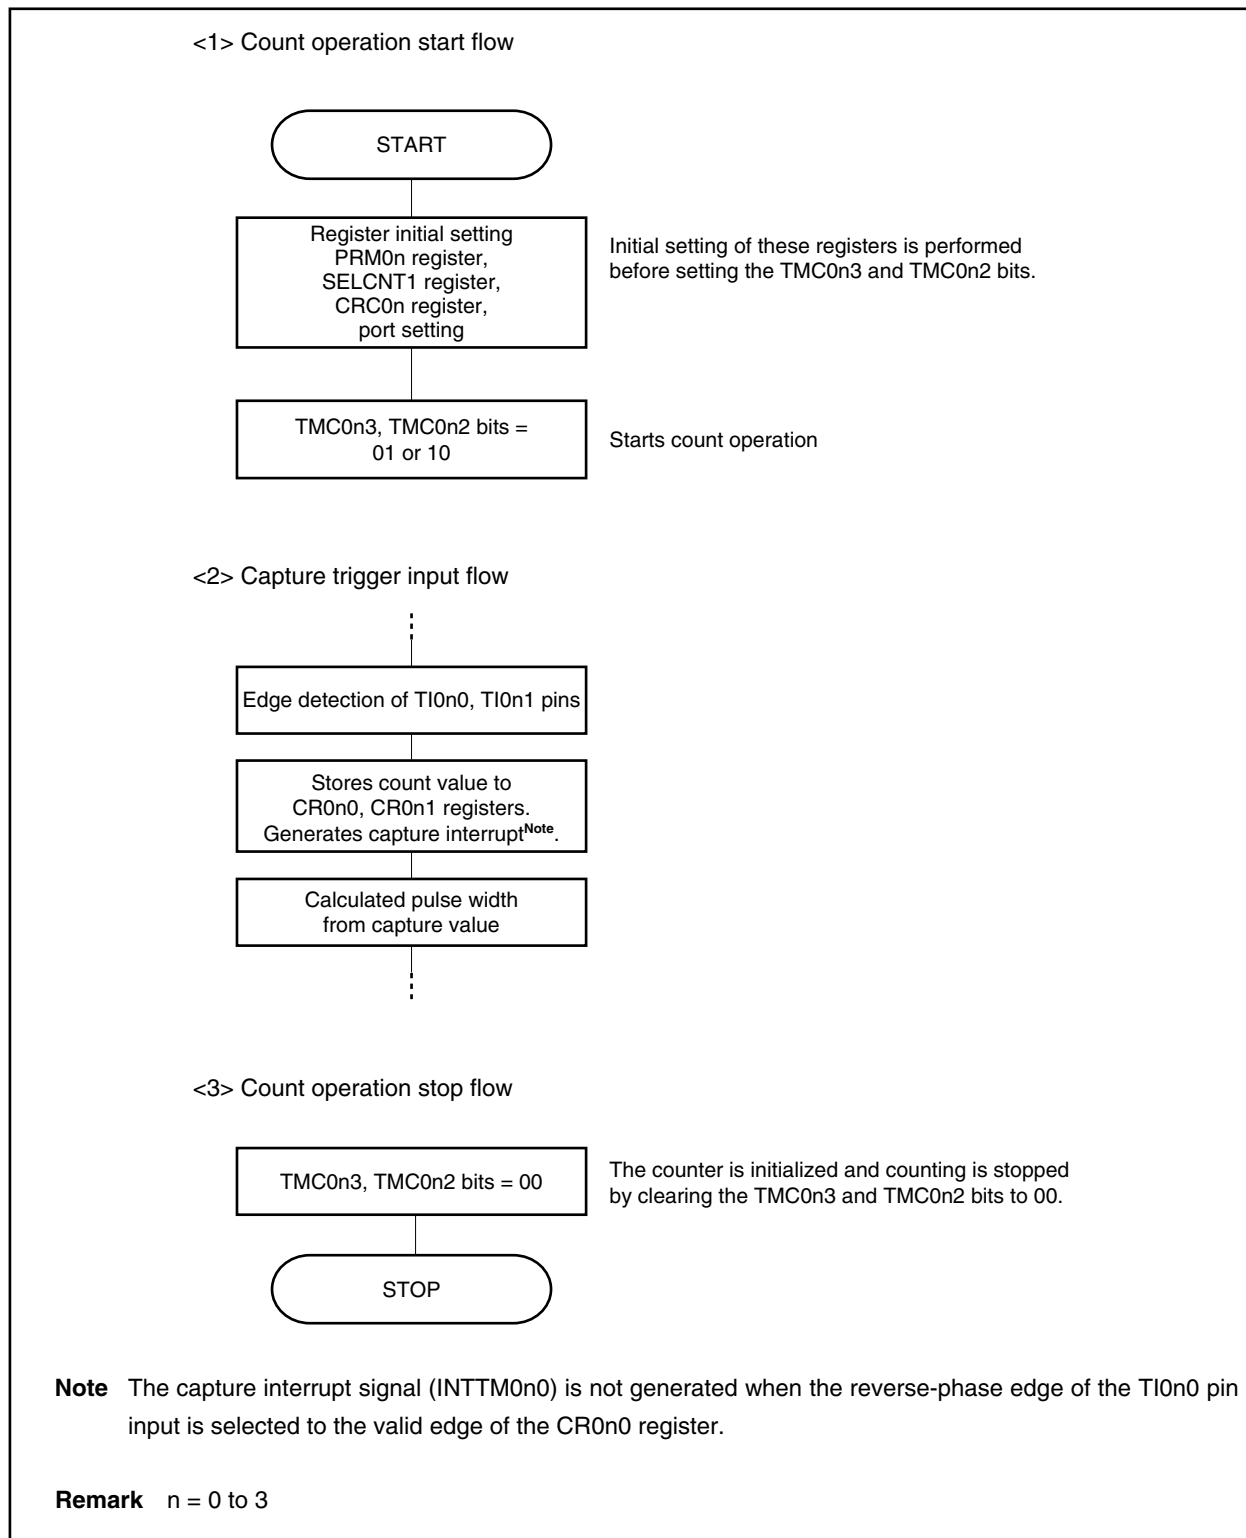 <1> Count operation start flow
START
Register initial setting
PRM0n register,
SELCNT1 register,
CRC0n register,
port setting
Initial setting of these registers is performed
before setting the TMC0n3 and TMC0n2 bits.
TMC0n3, TMC0n2 bits =
01 or 10
Starts count operation
<2> Capture trigger input flow
Edge detection of TI0n0, TI0n1 pins
Stores count value to
CR0n0, CR0n1 registers.
Generates capture interruptNote.
Calculated pulse width
from capture value
<3> Count operation stop flow
TMC0n3, TMC0n2 bits = 00
The counter is initialized and counting is stopped
by clearing the TMC0n3 and TMC0n2 bits to 00.
STOP
Note The capture interrupt signal (INTTM0n0) is not generated when the reverse-phase edge of the TI0n0 pin
input is selected to the valid edge of the CR0n0 register.
Remark n = 0 to 3